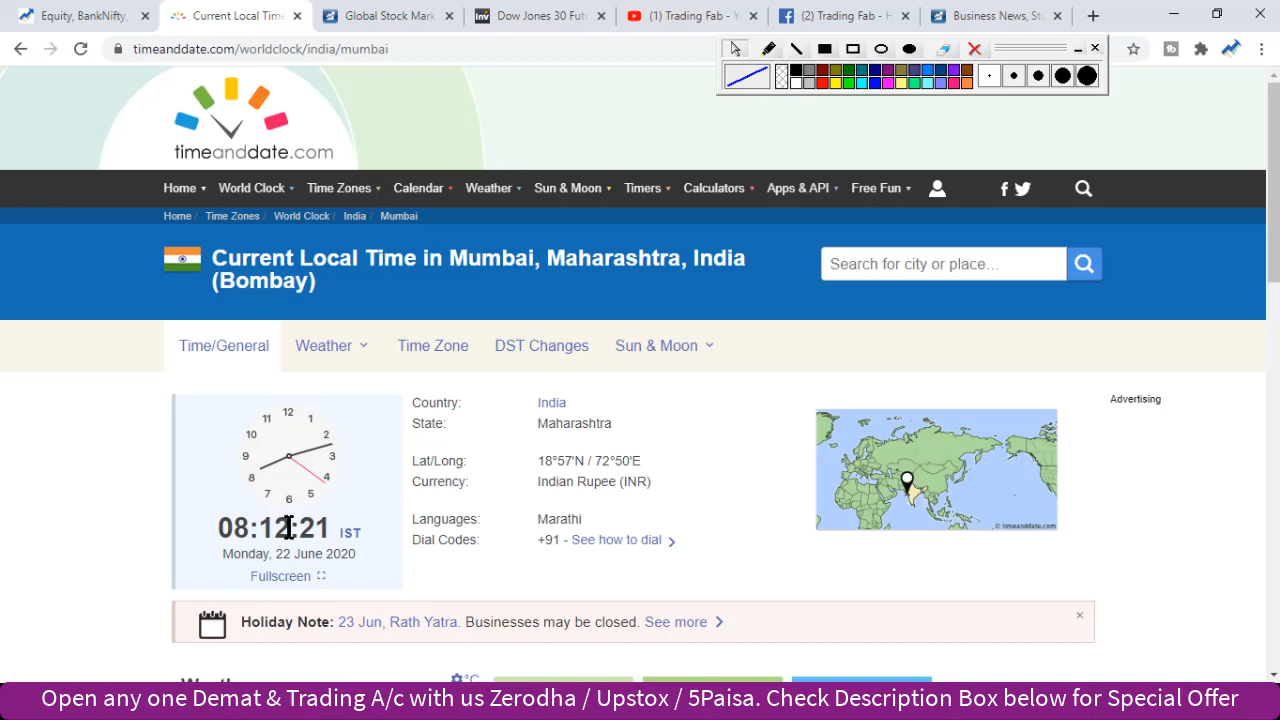 Equity, BankNifty,
Current Local Time
Global Stock Mark
Dow Jones 30 Fut
(1) Trading Fab - Y
(2) Trading Fab - H
Business News, St
timeanddate.com/worldclock/india/mumbai
timeanddate.com
Home
World Clock
Time Zones
Calendar
Weather
Sun & Moon
Timers
Calculators
Apps & API
Free Fun
Home / Time Zones / World Clock / India / Mumbai
Current Local Time in Mumbai, Maharashtra, India
(Bombay)
Search for city or place...
Time/General
Weather
Time Zone
DST Changes
Sun & Moon
12
11 1
10 2
9 3
8 4
7 5
6
08:12:21 IST
Monday, 22 June 2020
Fullscreen
Country: India
State: Maharashtra
Lat/Long: 18°57'N / 72°50'E
Currency: Indian Rupee (INR)
Languages: Marathi
Dial Codes: +91 - See how to dial
© timeanddate.com
Advertising
Holiday Note: 23 Jun, Rath Yatra. Businesses may be closed. See more
°C
Open any one Demat & Trading A/c with us Zerodha / Upstox / 5Paisa. Check Description Box below for Special Offer